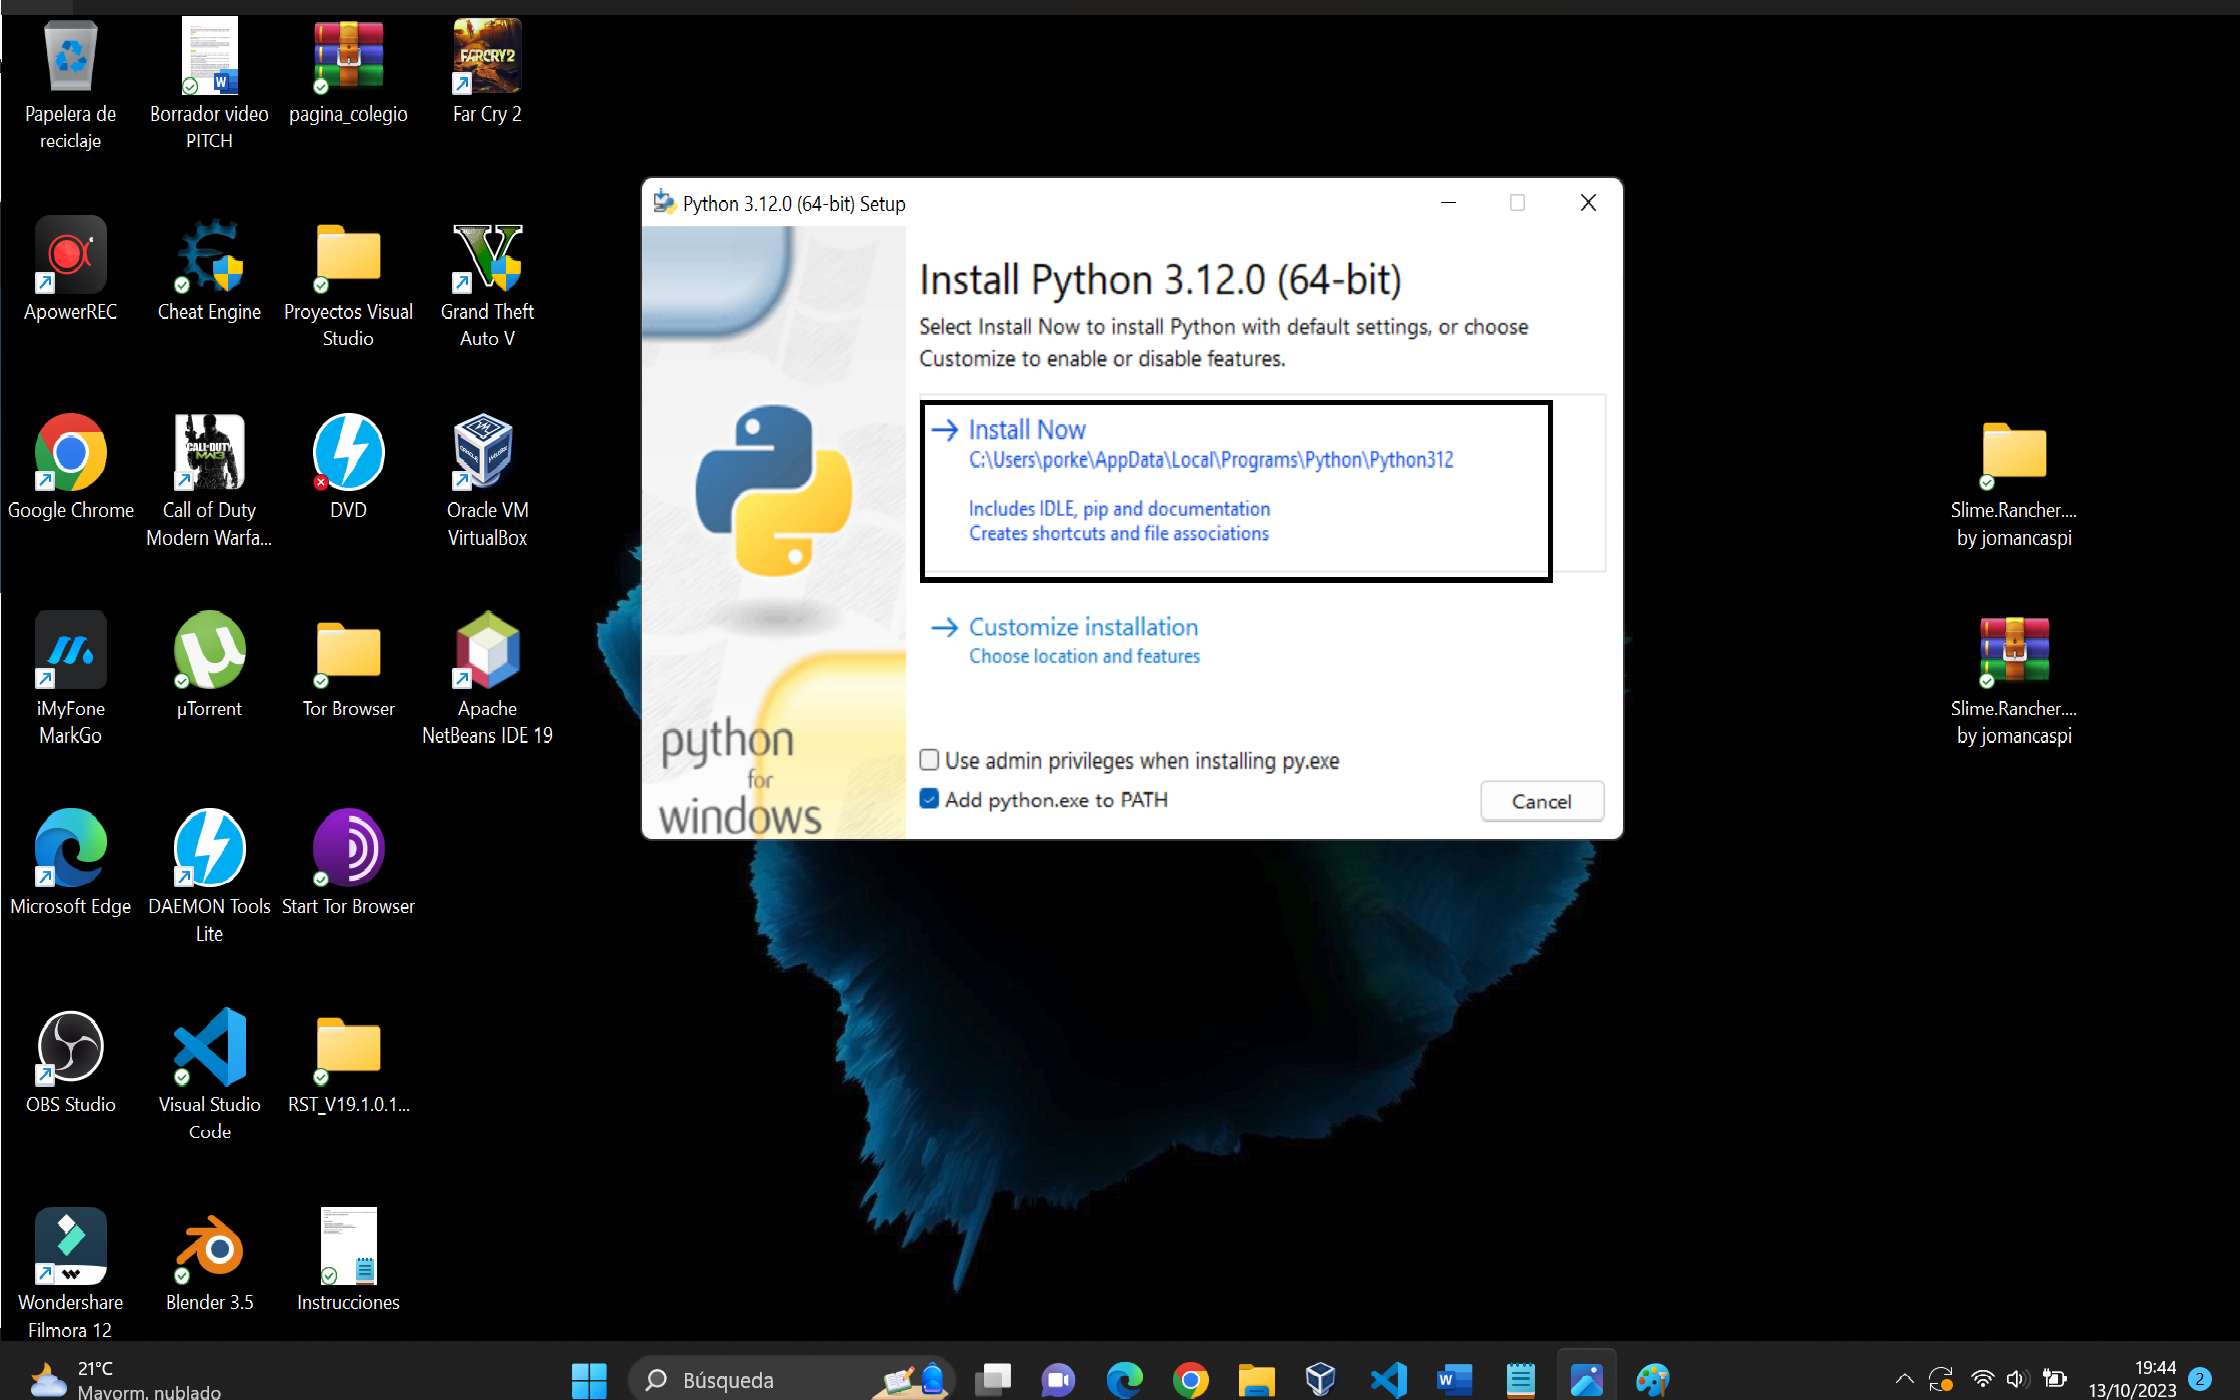 Papelera de
reciclaje
Borrador video
PITCH
pagina_colegio
FARCRY2
Far Cry 2
ApowerREC
Cheat Engine
Proyectos Visual
Studio
Grand Theft
Auto V
Google Chrome
CALL OF DUTY
MW3
Call of Duty
Modern Warfa...
DVD
Oracle VM
VirtualBox
iMyFone
MarkGo
µTorrent
Tor Browser
Apache
NetBeans IDE 19
Microsoft Edge
DAEMON Tools
Lite
Start Tor Browser
OBS Studio
Visual Studio
Code
RST_V19.1.0.1...
Wondershare
Filmora 12
Blender 3.5
Instrucciones
Python 3.12.0 (64-bit) Setup
Install Python 3.12.0 (64-bit)
Select Install Now to install Python with default settings, or choose
Customize to enable or disable features.
Install Now
C:\Users\porke\AppData\Local\Programs\Python\Python312
Includes IDLE, pip and documentation
Creates shortcuts and file associations
Customize installation
Choose location and features
python
for
windows
Use admin privileges when installing py.exe
Add python.exe to PATH
Cancel
Slime.Rancher....
by jomancaspi
Slime.Rancher....
by jomancaspi
21°C
Mayorm. nublado
Búsqueda
19:44
13/10/2023
2